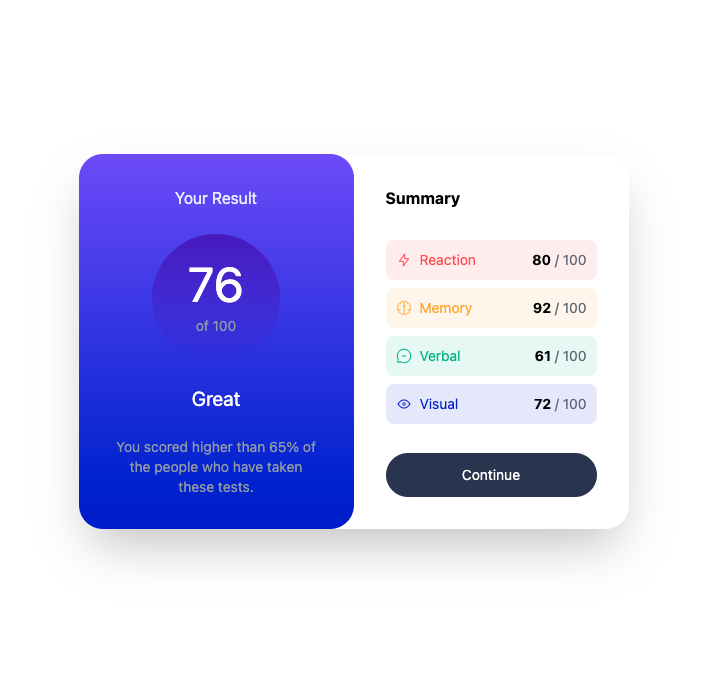 Your Result
76
of 100
Great
You scored higher than 65% of
the people who have taken
these tests.
Summary
Reaction 80 / 100
Memory 92 / 100
Verbal 61 / 100
Visual 72 / 100
Continue